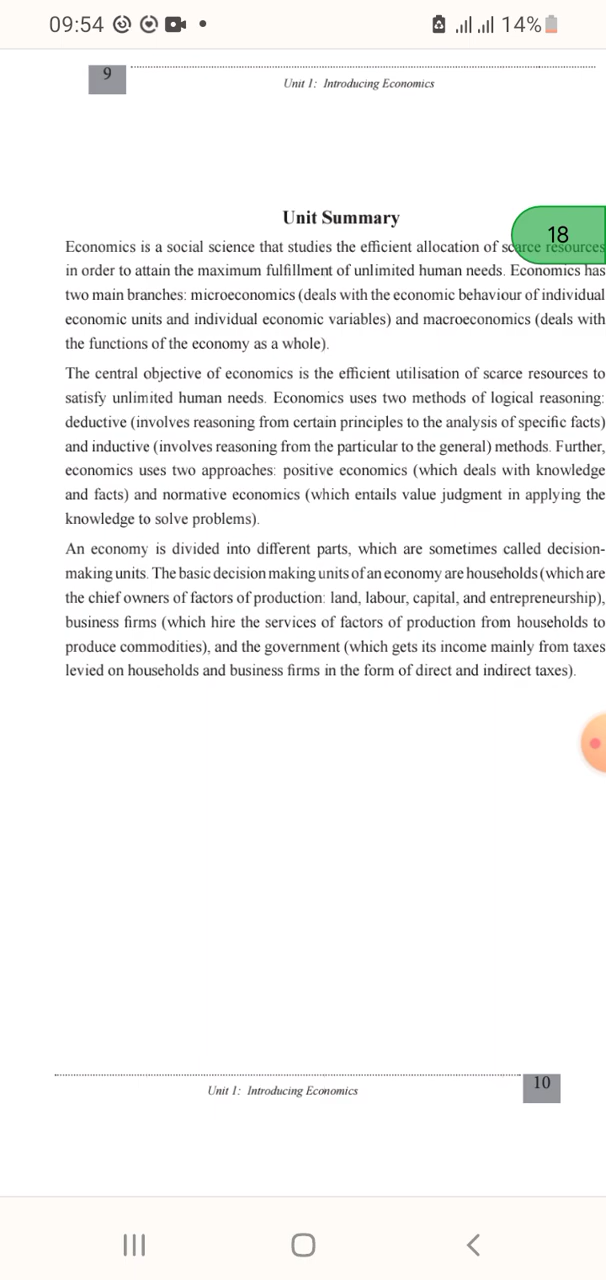 09:54
14%
9
Unit 1: Introducing Economics
Unit Summary
18
Economics is a social science that studies the efficient allocation of scarce resources
in order to attain the maximum fulfillment of unlimited human needs. Economics has
two main branches: microeconomics (deals with the economic behaviour of individual
economic units and individual economic variables) and macroeconomics (deals with
the functions of the economy as a whole).
The central objective of economics is the efficient utilisation of scarce resources to
satisfy unlimited human needs. Economics uses two methods of logical reasoning:
deductive (involves reasoning from certain principles to the analysis of specific facts)
and inductive (involves reasoning from the particular to the general) methods. Further,
economics uses two approaches: positive economics (which deals with knowledge
and facts) and normative economics (which entails value judgment in applying the
knowledge to solve problems).
An economy is divided into different parts, which are sometimes called decision-
making units. The basic decision making units of an economy are households (which are
the chief owners of factors of production: land, labour, capital, and entrepreneurship),
business firms (which hire the services of factors of production from households to
produce commodities), and the government (which gets its income mainly from taxes
levied on households and business firms in the form of direct and indirect taxes).
Unit 1: Introducing Economics
10